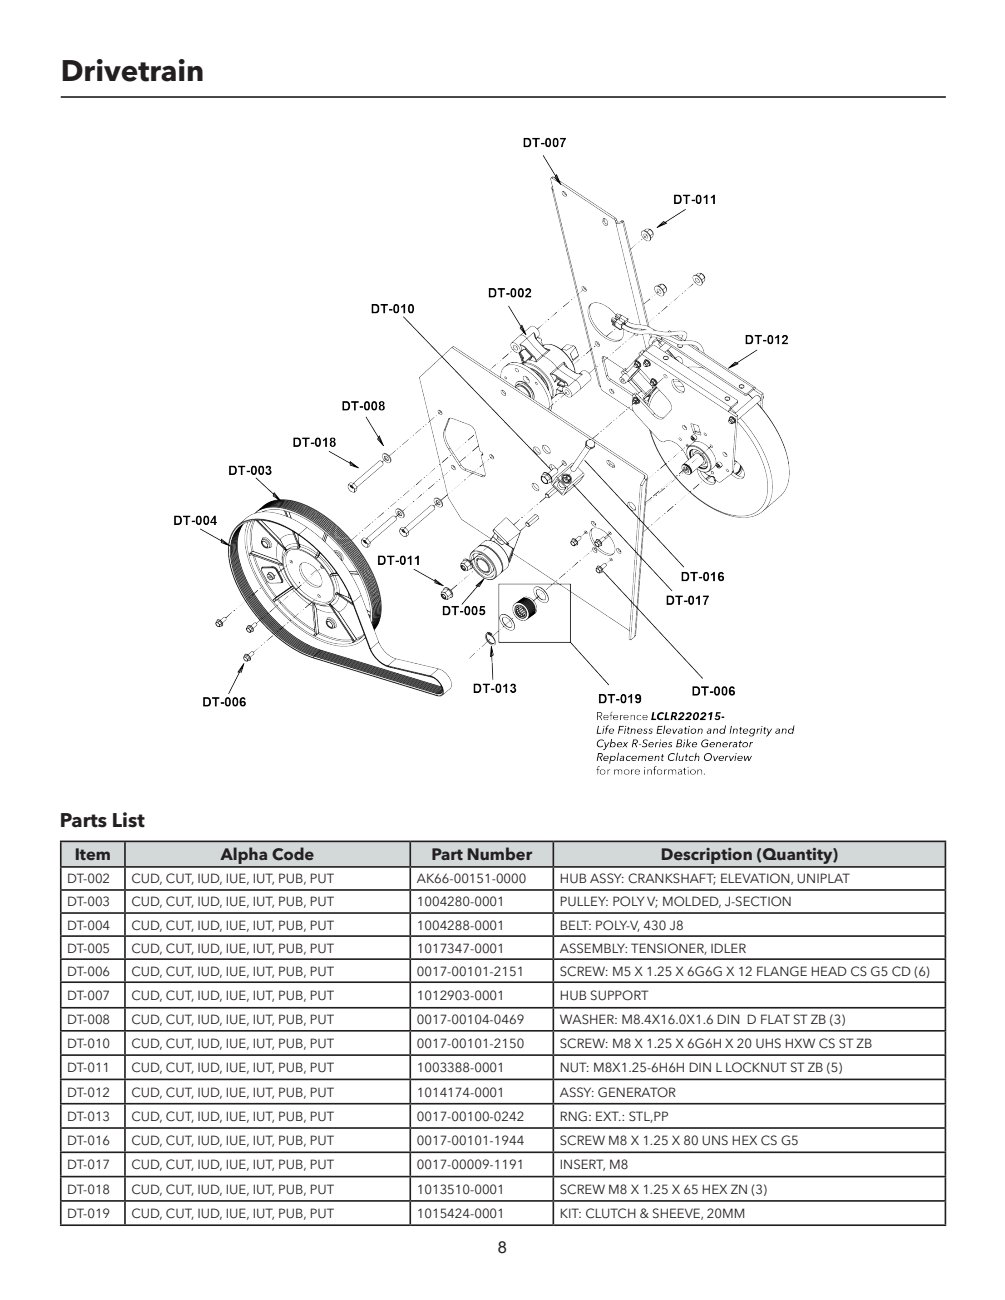 Drivetrain
DT-007
DT-011
DT-002
DT-010
DT-012
DT-008
DT-018
DT-003
DT-004
DT-011
DT-016
DT-017
DT-005
DT-013
DT-006
DT-019
DT-006
Reference LCLR220215-
Life Fitness Elevation and Integrity and
Cybex R-Series Bike Generator
Replacement Clutch Overview
for more information.
Parts List
Item Alpha Code Part Number Description (Quantity)
DT-002 CUD, CUT, IUD, IUE, IUT, PUB, PUT AK66-00151-0000 HUB ASSY: CRANKSHAFT; ELEVATION, UNIPLAT
DT-003 CUD, CUT, IUD, IUE, IUT, PUB, PUT 1004280-0001 PULLEY: POLY V; MOLDED, J-SECTION
DT-004 CUD, CUT, IUD, IUE, IUT, PUB, PUT 1004288-0001 BELT: POLY-V, 430 J8
DT-005 CUD, CUT, IUD, IUE, IUT, PUB, PUT 1017347-0001 ASSEMBLY: TENSIONER, IDLER
DT-006 CUD, CUT, IUD, IUE, IUT, PUB, PUT 0017-00101-2151 SCREW: M5 X 1.25 X 6G6G X 12 FLANGE HEAD CS G5 CD (6)
DT-007 CUD, CUT, IUD, IUE, IUT, PUB, PUT 1012903-0001 HUB SUPPORT
DT-008 CUD, CUT, IUD, IUE, IUT, PUB, PUT 0017-00104-0469 WASHER: M8.4X16.0X1.6 DIN D FLAT ST ZB (3)
DT-010 CUD, CUT, IUD, IUE, IUT, PUB, PUT 0017-00101-2150 SCREW: M8 X 1.25 X 6G6H X 20 UHS HXW CS ST ZB
DT-011 CUD, CUT, IUD, IUE, IUT, PUB, PUT 1003388-0001 NUT: M8X1.25-6H6H DIN L LOCKNUT ST ZB (5)
DT-012 CUD, CUT, IUD, IUE, IUT, PUB, PUT 1014174-0001 ASSY: GENERATOR
DT-013 CUD, CUT, IUD, IUE, IUT, PUB, PUT 0017-00100-0242 RNG: EXT.: STL,PP
DT-016 CUD, CUT, IUD, IUE, IUT, PUB, PUT 0017-00101-1944 SCREW M8 X 1.25 X 80 UNS HEX CS G5
DT-017 CUD, CUT, IUD, IUE, IUT, PUB, PUT 0017-00009-1191 INSERT, M8
DT-018 CUD, CUT, IUD, IUE, IUT, PUB, PUT 1013510-0001 SCREW M8 X 1.25 X 65 HEX ZN (3)
DT-019 CUD, CUT, IUD, IUE, IUT, PUB, PUT 1015424-0001 KIT: CLUTCH & SHEEVE, 20MM
8